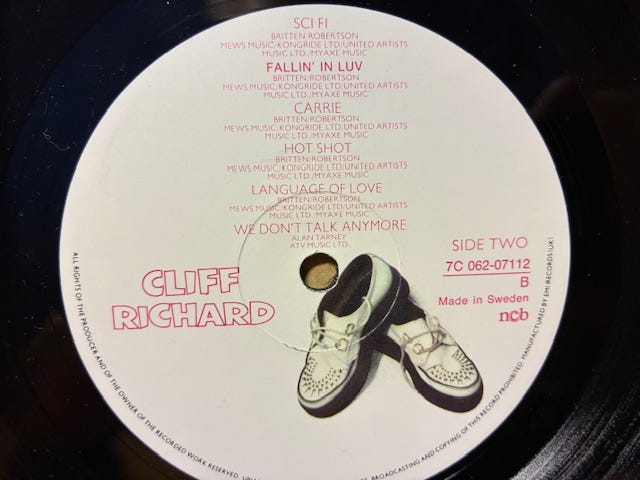 SCI FI
BRITTEN ROBERTSON
MEWS MUSIC/KONGRIDE LTD/UNITED ARTISTS
MUSIC LTD./MYAXE MUSIC
FALLIN' IN LUV
BRITTEN/ROBERTSON
MEWS MUSIC/KONGRIDE LTD/UNITED ARTISTS
MUSIC LTD./MYAXE MUSIC
CARRIE
BRITTEN/ROBERTSON
MEWS MUSIC/KONGRIDE LTD/UNITED ARTISTS
MUSIC LTD./MYAXE MUSIC
HOT SHOT
BRITTEN/ROBERTSON
MEWS MUSIC/KONGRIDE LTD/UNITED ARTISTS
MUSIC LTD./MYAXE MUSIC
LANGUAGE OF LOVE
BRITTEN/ROBERTSON
MEWS MUSIC/KONGRIDE LTD/UNITED ARTISTS
MUSIC LTD./MYAXE MUSIC
WE DON'T TALK ANYMORE
ALAN TARNEY
ATV MUSIC LTD.
SIDE TWO
7C 062-07112
B
Made in Sweden
ncb
CLIFF
RICHARD
ALL RIGHTS OF THE PRODUCER AND OF THE OWNER OF THE RECORDED WORK RESERVED. BROADCASTING AND COPYING OF THIS RECORD PROHIBITED. MANUFACTURED BY EMI RECORDS (UK)